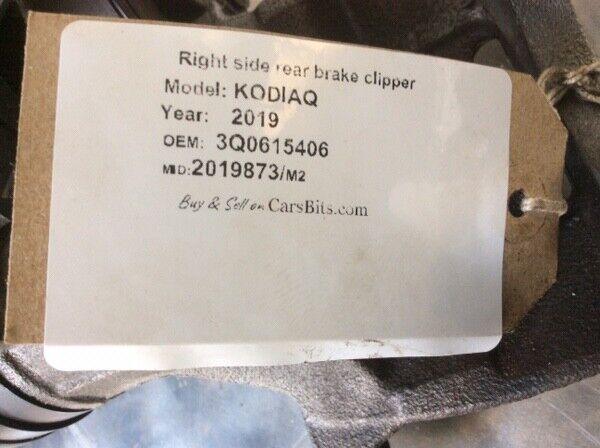 Right side rear brake clipper
Model: KODIAQ
Year: 2019
OEM: 3Q0615406
MID:2019873/M2
Buy & Sell on CarsBits.com